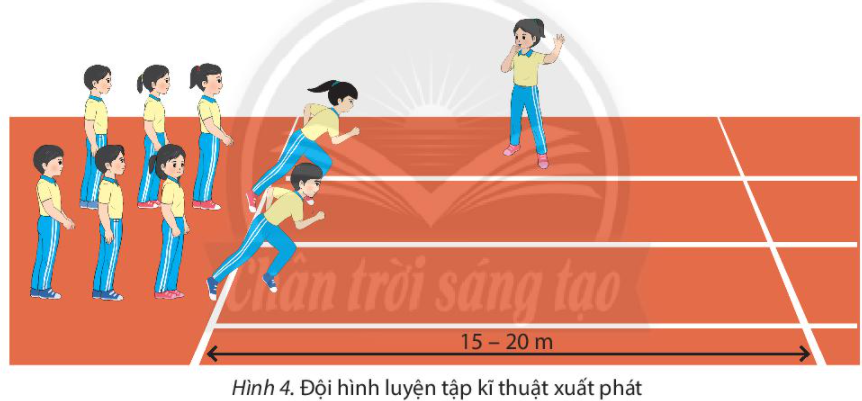 Chân trời sáng tạo
15 – 20 m
Hình 4. Đội hình luyện tập kĩ thuật xuất phát